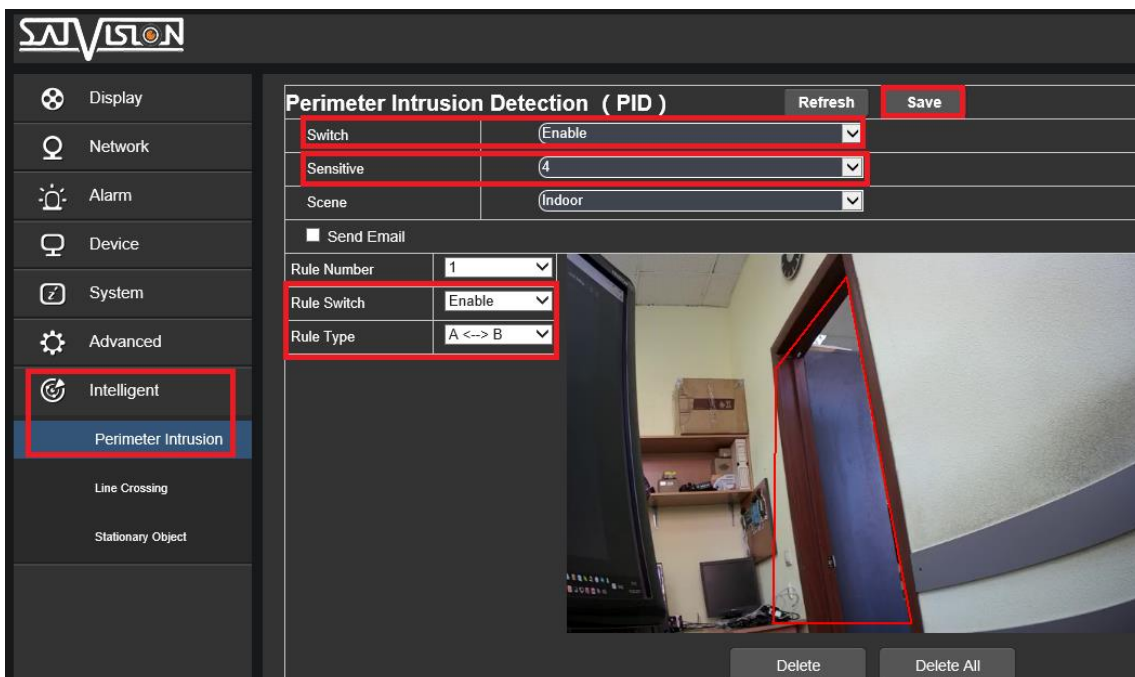 SATVISION
Display
Network
Alarm
Device
System
Advanced
Intelligent
Perimeter Intrusion
Line Crossing
Stationary Object
Perimeter Intrusion Detection ( PID )
Refresh
Save
Switch Enable
Sensitive 4
Scene Indoor
Send Email
Rule Number 1
Rule Switch Enable
Rule Type A <--> B
Delete
Delete All